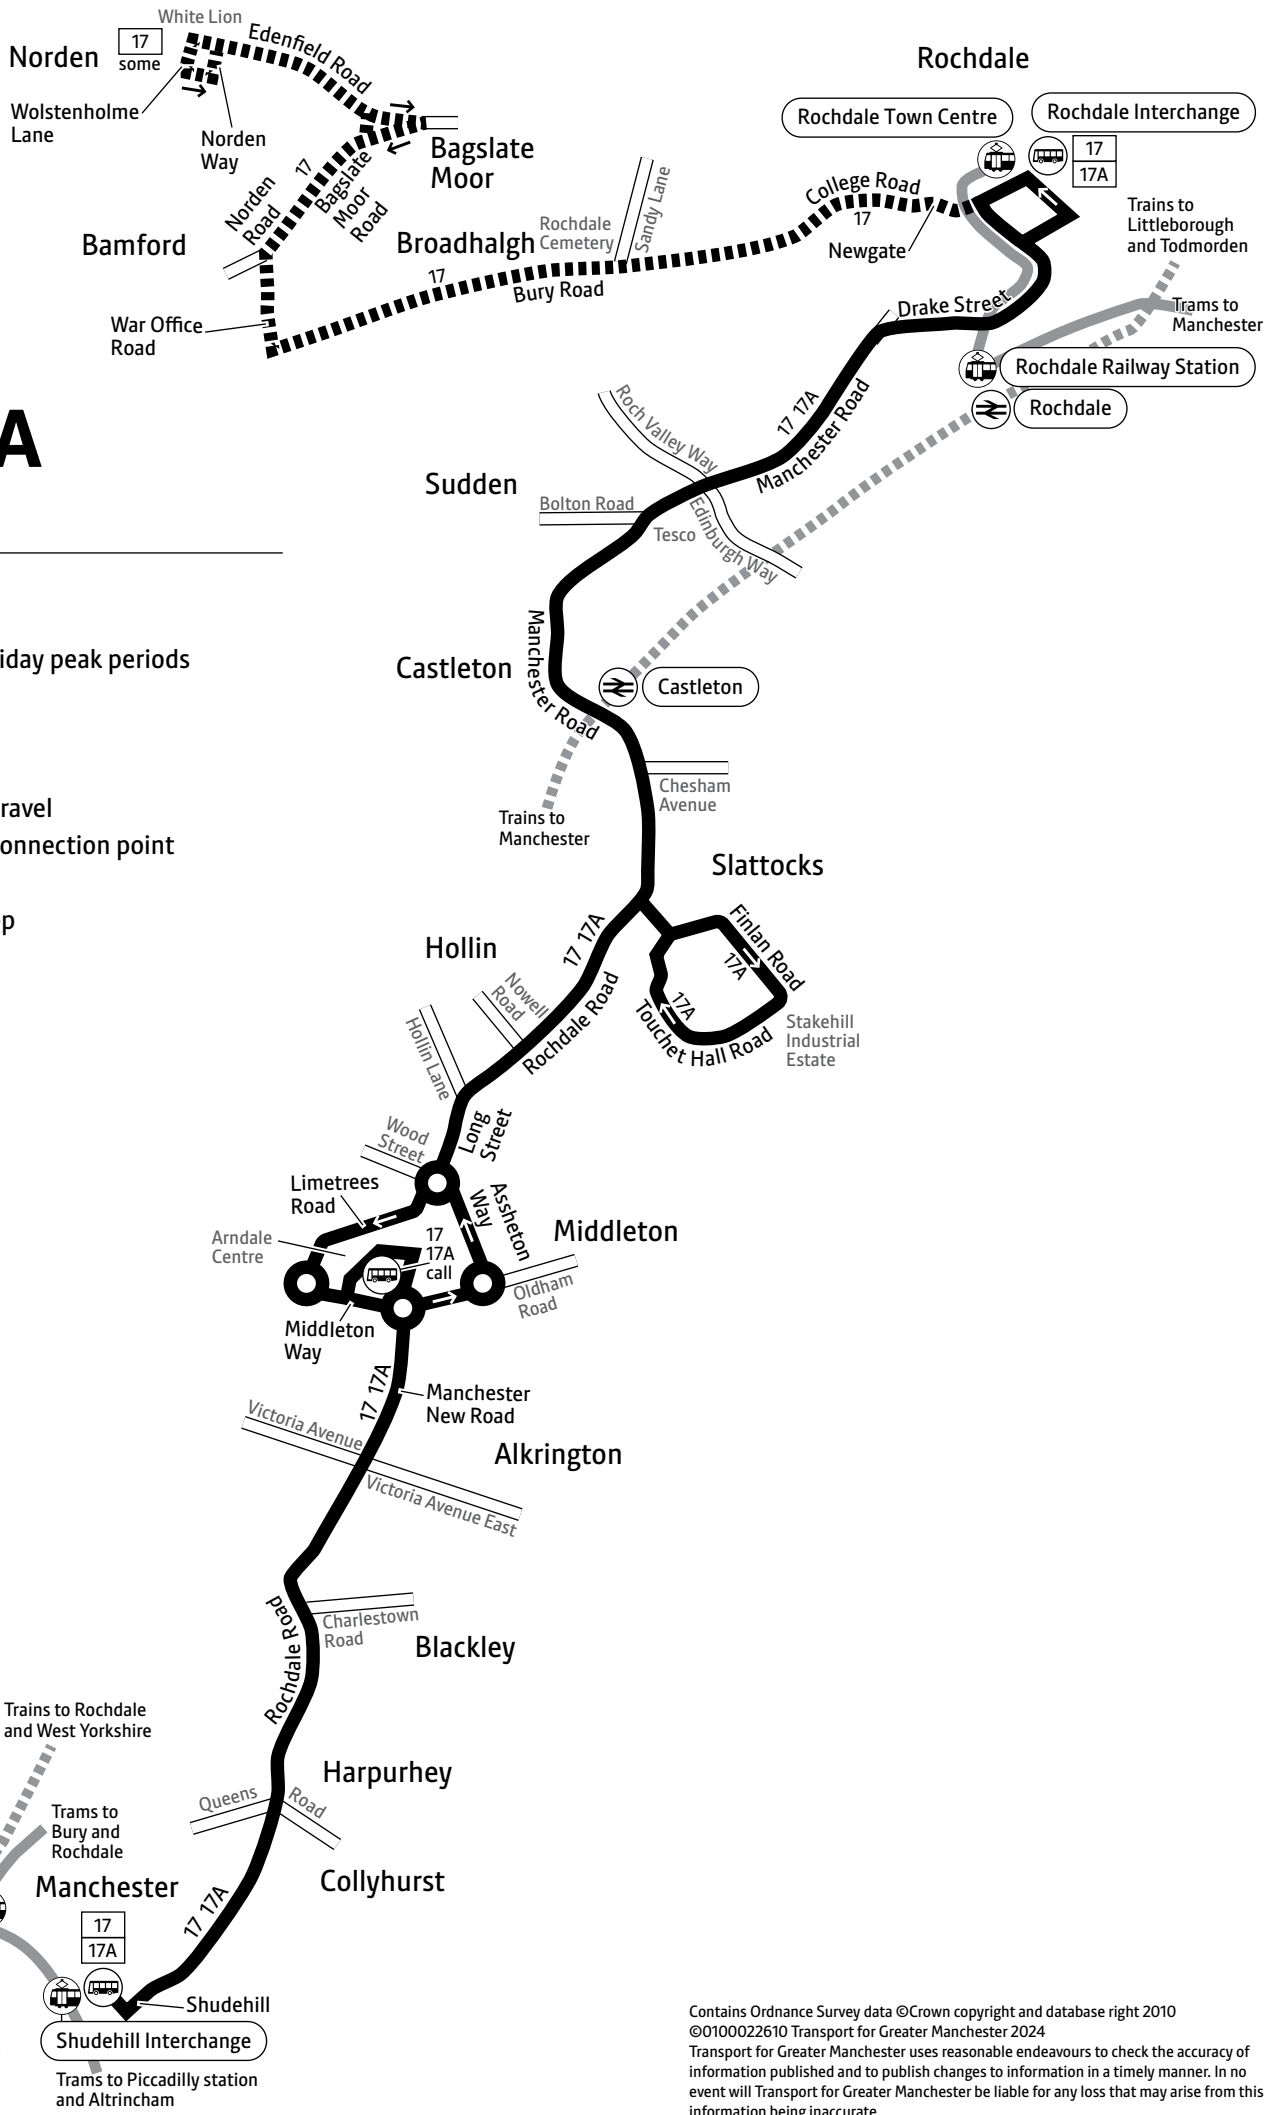 White Lion
Norden
17
some
Edenfield Road
Wolstenholme
Lane
Norden
Way
Bagslate
Moor
17
Norden
Road
Bagslate
Moor
Road
Bamford
War Office
Road
Broadhalgh
17
Bury Road
Rochdale
Cemetery
Sandy Lane
College Road
17
Newgate
Rochdale
Rochdale Town Centre
Rochdale Interchange
17
17A
Trains to
Littleborough
and Todmorden
Drake Street
Trams to
Manchester
Rochdale Railway Station
Rochdale
A
17 17A
Manchester Road
Roch Valley Way
Sudden
Bolton Road
Tesco
Edinburgh Way
iday peak periods
Manchester Road
Castleton
Castleton
Chesham
Avenue
Trains to
Manchester
ravel
onnection point
p
Slattocks
Finlan Road
17A
17A
Touchet Hall Road
Stakehill
Industrial
Estate
17 17A
Hollin
Nowell
Road
Rochdale Road
Hollin Lane
Long
Street
Wood
Street
Limetrees
Road
Arndale
Centre
17
17A
call
Assheton
Way
Middleton
Oldham
Road
Middleton
Way
17 17A
Manchester
New Road
Victoria Avenue
Alkrington
Victoria Avenue East
Rochdale Road
Charlestown
Road
Blackley
Trains to Rochdale
and West Yorkshire
Harpurhey
Queens
Road
Trams to
Bury and
Rochdale
Collyhurst
Manchester
17
17A
17 17A
Shudehill
Shudehill Interchange
Trams to Piccadilly station
and Altrincham
Contains Ordnance Survey data ©Crown copyright and database right 2010
©0100022610 Transport for Greater Manchester 2024
Transport for Greater Manchester uses reasonable endeavours to check the accuracy of
information published and to publish changes to information in a timely manner. In no
event will Transport for Greater Manchester be liable for any loss that may arise from this
information being inaccurate